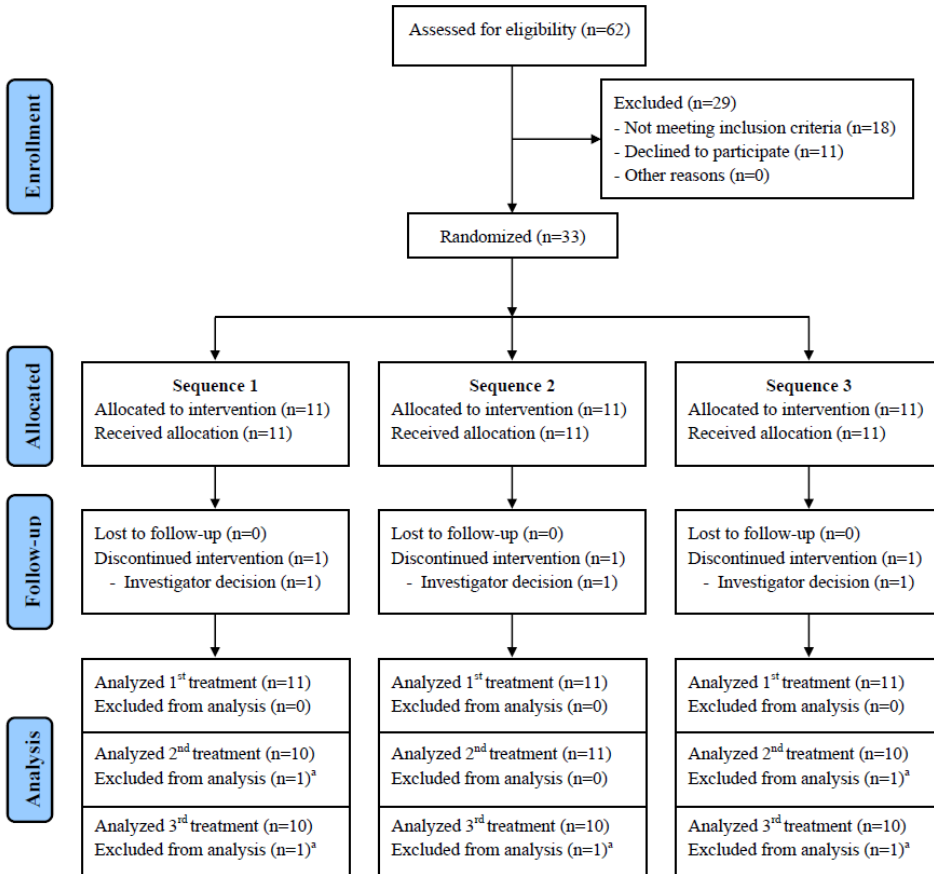 Assessed for eligibility (n=62)
Enrollment
Excluded (n=29)
- Not meeting inclusion criteria (n=18)
- Declined to participate (n=11)
- Other reasons (n=0)
Randomized (n=33)
Allocated
Sequence 1
Allocated to intervention (n=11)
Received allocation (n=11)
Sequence 2
Allocated to intervention (n=11)
Received allocation (n=11)
Sequence 3
Allocated to intervention (n=11)
Received allocation (n=11)
Follow-up
Lost to follow-up (n=0)
Discontinued intervention (n=1)
- Investigator decision (n=1)
Lost to follow-up (n=0)
Discontinued intervention (n=1)
- Investigator decision (n=1)
Lost to follow-up (n=0)
Discontinued intervention (n=1)
- Investigator decision (n=1)
Analysis
Analyzed 1st treatment (n=11)
Excluded from analysis (n=0)
Analyzed 2nd treatment (n=10)
Excluded from analysis (n=1)a
Analyzed 3rd treatment (n=10)
Excluded from analysis (n=1)a
Analyzed 1st treatment (n=11)
Excluded from analysis (n=0)
Analyzed 2nd treatment (n=11)
Excluded from analysis (n=0)
Analyzed 3rd treatment (n=10)
Excluded from analysis (n=1)a
Analyzed 1st treatment (n=11)
Excluded from analysis (n=0)
Analyzed 2nd treatment (n=10)
Excluded from analysis (n=1)a
Analyzed 3rd treatment (n=10)
Excluded from analysis (n=1)a